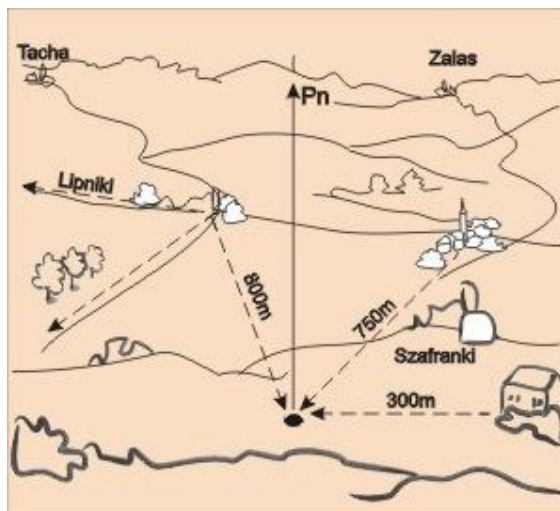 Tacha
Zalas
Pn
Lipniki
800m
750m
Szafranki
300m